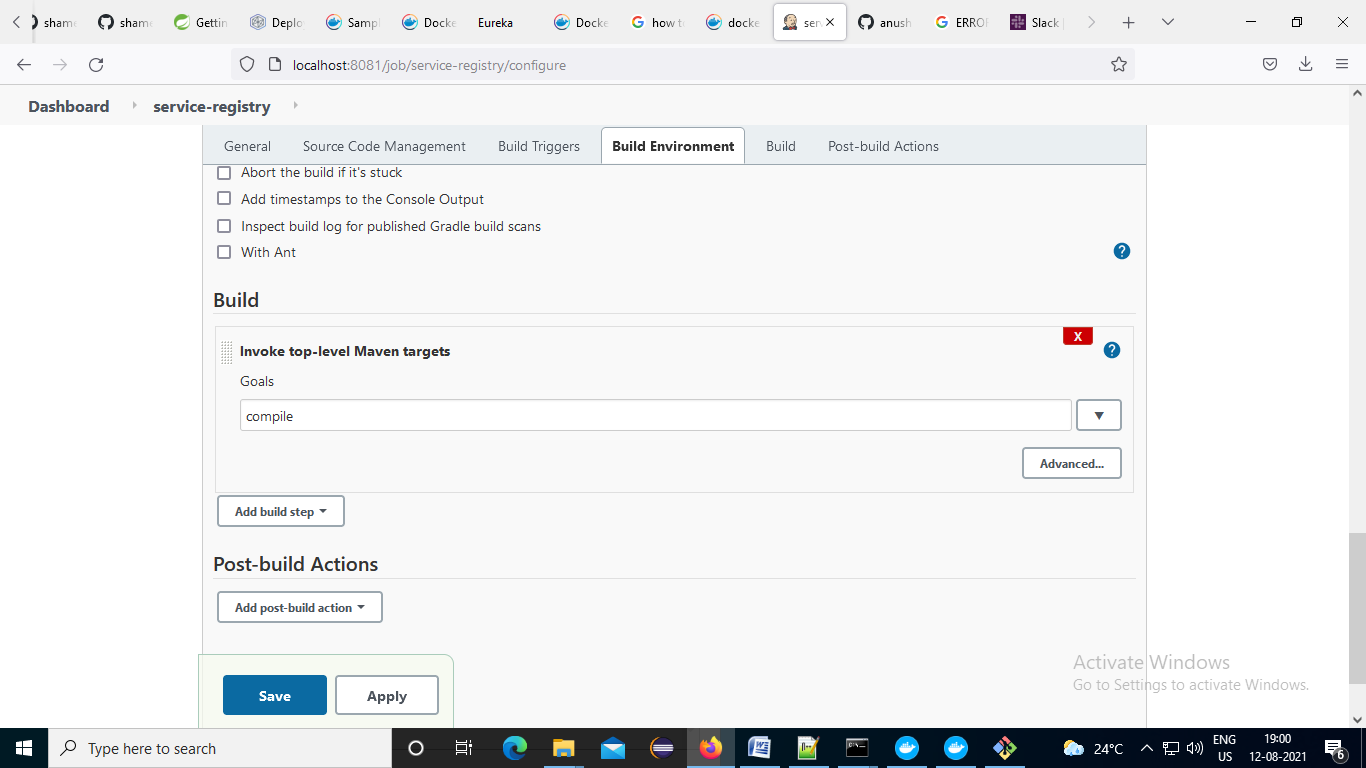 shame
shame
Gettin
Deplo
Sampl
Docke
Eureka
Docke
how to
docke
serv
anush
ERROR
Slack
localhost:8081/job/service-registry/configure
Dashboard
service-registry
General
Source Code Management
Build Triggers
Build Environment
Build
Post-build Actions
Abort the build if it's stuck
Add timestamps to the Console Output
Inspect build log for published Gradle build scans
With Ant
?
Build
X
Invoke top-level Maven targets
?
Goals
compile
Advanced...
Add build step
Post-build Actions
Add post-build action
Activate Windows
Go to Settings to activate Windows.
Save
Apply
Type here to search
24°C
ENG
US
19:00
12-08-2021
6